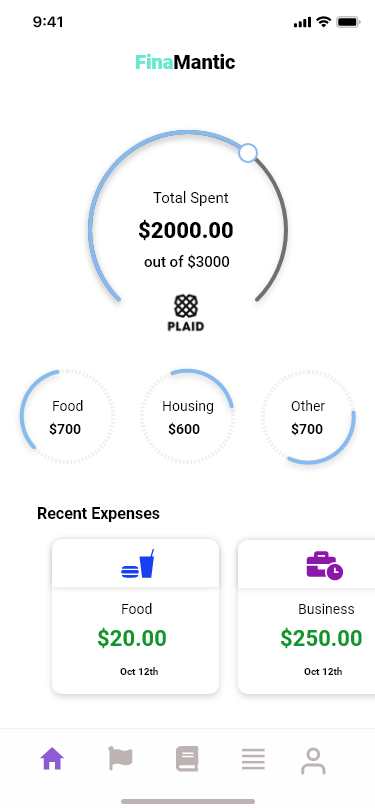 9:41
FinaMantic
Total Spent
$2000.00
out of $3000
PLAID
Food
$700
Housing
$600
Other
$700
Recent Expenses
Food
$20.00
Oct 12th
Business
$250.00
Oct 12th